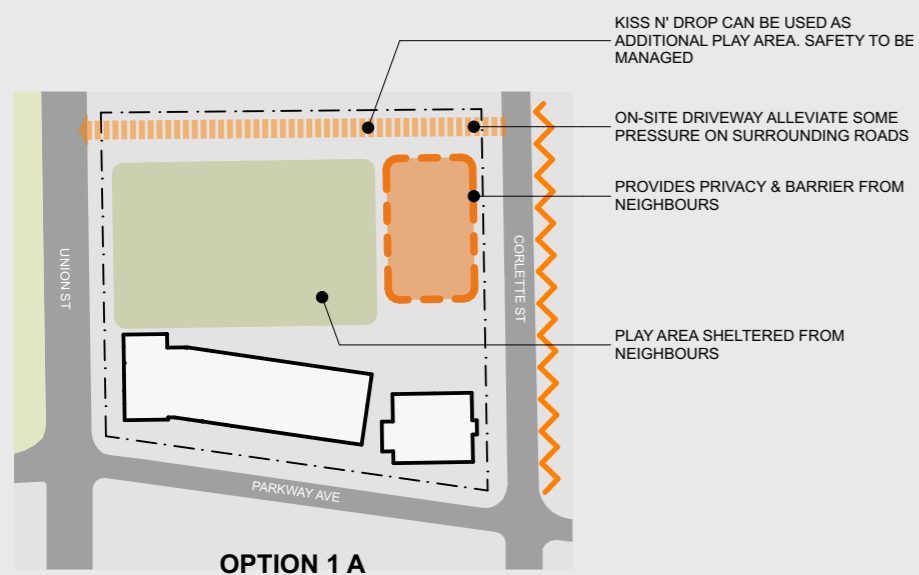 KISS N' DROP CAN BE USED AS
ADDITIONAL PLAY AREA. SAFETY TO BE
MANAGED
ON-SITE DRIVEWAY ALLEVIATE SOME
PRESSURE ON SURROUNDING ROADS
PROVIDES PRIVACY & BARRIER FROM
NEIGHBOURS
UNION ST
CORLETTE ST
PLAY AREA SHELTERED FROM
NEIGHBOURS
PARKWAY AVE
OPTION 1 A